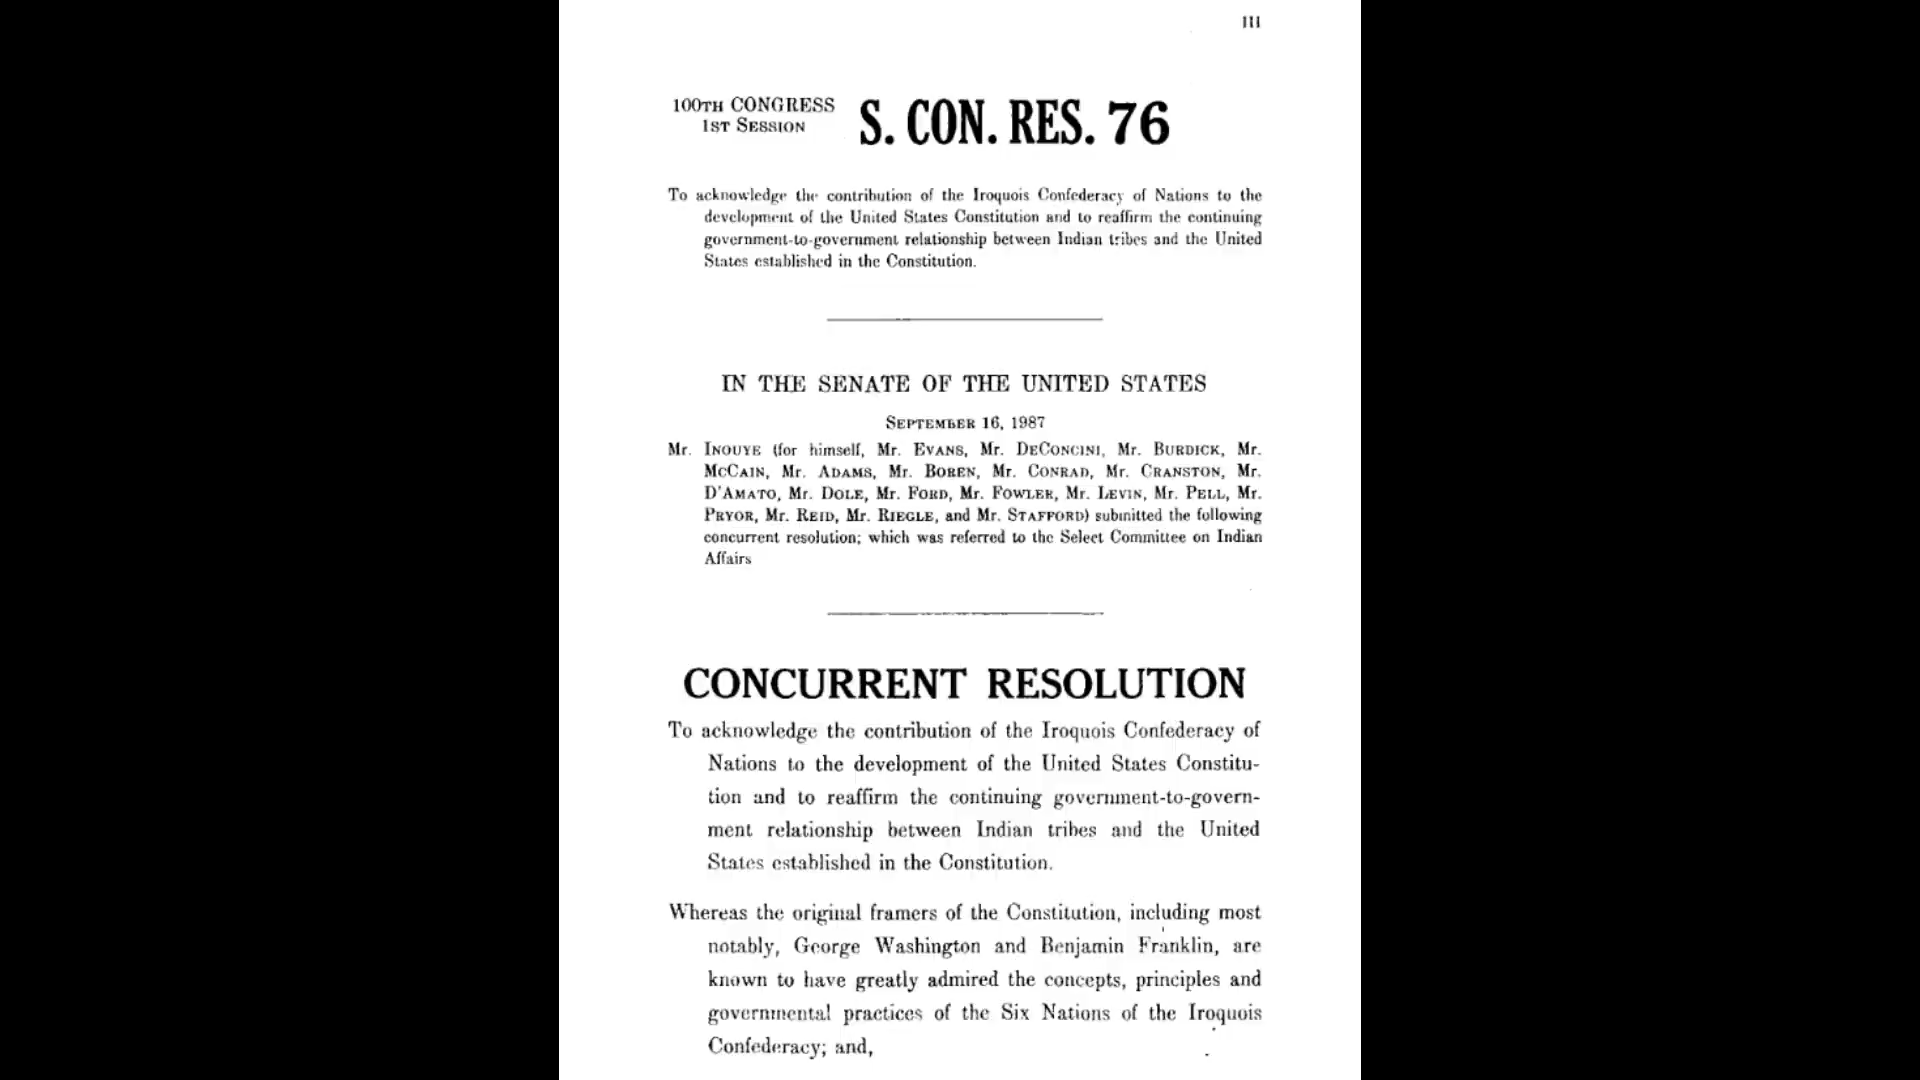 III
100TH CONGRESS
1ST SESSION
S. CON. RES. 76
To acknowledge the contribution of the Iroquois Confederacy of Nations to the
development of the United States Constitution and to reaffirm the continuing
government-to-government relationship between Indian tribes and the United
States established in the Constitution.
IN THE SENATE OF THE UNITED STATES
SEPTEMBER 16, 1987
Mr. INOUYE (for himself, Mr. EVANS, Mr. DECONCINI, Mr. BURDICK, Mr.
MCCAIN, Mr. ADAMS, Mr. BOREN, Mr. CONRAD, Mr. CRANSTON, Mr.
D'AMATO, Mr. DOLE, Mr. FORD, Mr. FOWLER, Mr. LEVIN, Mr. PELL, Mr.
PRYOR, Mr. REID, Mr. RIEGLE, and Mr. STAFFORD) submitted the following
concurrent resolution; which was referred to the Select Committee on Indian
Affairs
CONCURRENT RESOLUTION
To acknowledge the contribution of the Iroquois Confederacy of
Nations to the development of the United States Constitu-
tion and to reaffirm the continuing government-to-govern-
ment relationship between Indian tribes and the United
States established in the Constitution.
Whereas the original framers of the Constitution, including most
notably, George Washington and Benjamin Franklin, are
known to have greatly admired the concepts, principles and
governmental practices of the Six Nations of the Iroquois
Confederacy; and,